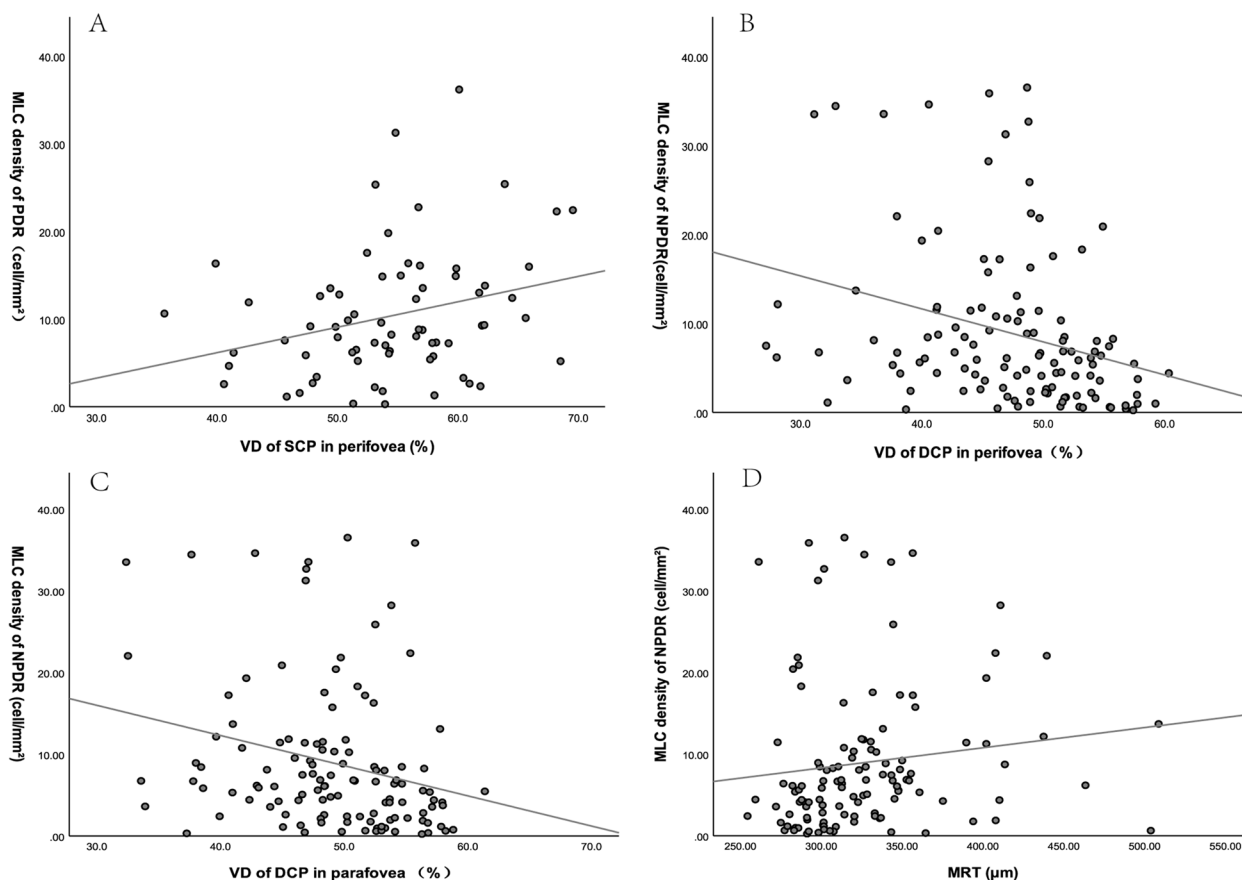 A
MLC density of PDR（cell/mm²）
40.00
30.00
20.00
10.00
.00
30.0 40.0 50.0 60.0 70.0
VD of SCP in perifovea (%)
B
MLC density of NPDR(cell/mm²)
40.00
30.00
20.00
10.00
.00
30.0 40.0 50.0 60.0
VD of DCP in perifovea（%）
C
MLC density of NPDR (cell/mm²)
40.00
30.00
20.00
10.00
.00
30.0 40.0 50.0 60.0 70.0
VD of DCP in parafovea （%）
D
MLC density of NPDR (cell/mm²)
40.00
30.00
20.00
10.00
.00
250.00 300.00 350.00 400.00 450.00 500.00 550.00
MRT (μm)